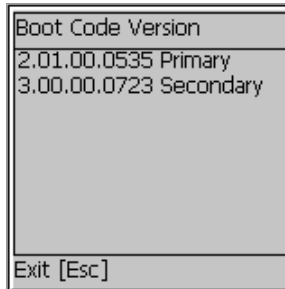 Boot Code Version
2.01.00.0535 Primary
3.00.00.0723 Secondary
Exit [Esc]